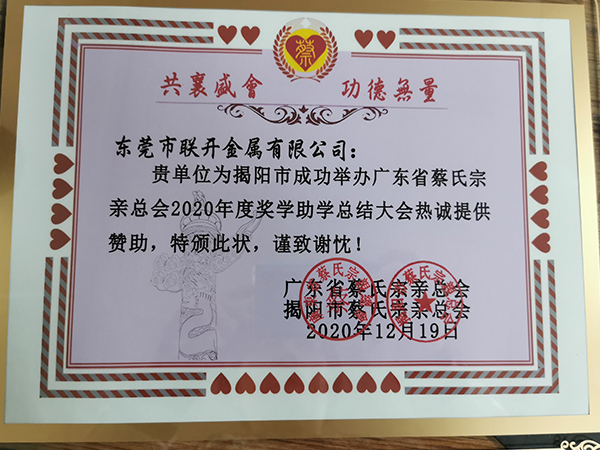 蔡
共襄盛會 功德無量
东莞市联开金属有限公司：
贵单位为揭阳市成功举办广东省蔡氏宗
亲总会2020年度奖学助学总结大会热诚提供
赞助，特颁此状，谨致谢忱！
广东省蔡氏宗亲总会
揭阳市蔡氏宗亲总会
2020年12月19日